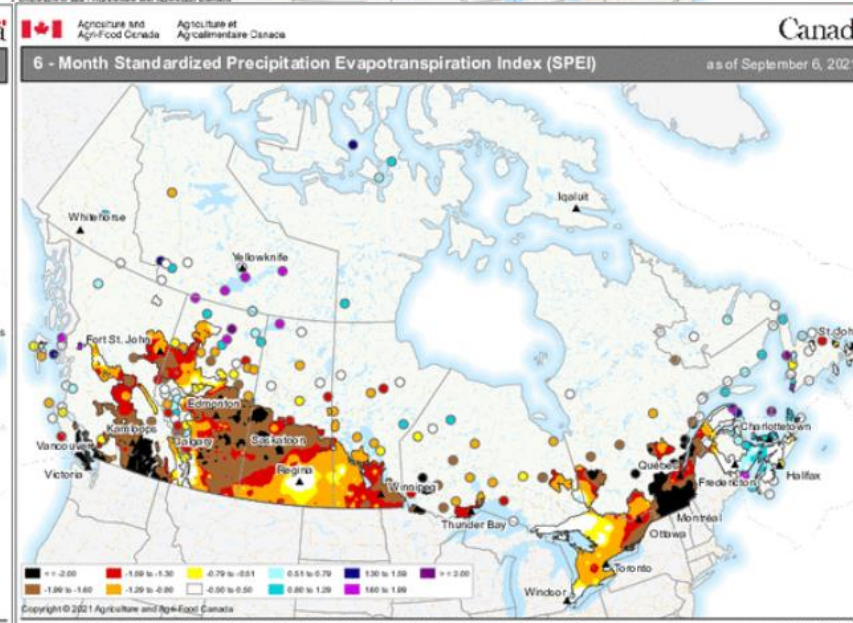 Agriculture and Agriculture et
Agri-Food Canada Agroalimentaire Canada
Canad
6 - Month Standardized Precipitation Evapotranspiration Index (SPEI)
as of September 6, 2021
Iqaluit
Whitehorse
Yellowknife
St. Joh
Fort St. John
Edmonton
Charlottetown
Kamloops
Calgary
Saskatoon
Vancouver
Québec
Regina
Halifax
Victoria
Winnipeg
Fredericton
Montréal
Thunder Bay
Ottawa
Toronto
Windsor
< = -2.00 -1.59 to -1.30 -0.79 to -0.51 0.51 to 0.79 1.30 to 1.59 > = 2.00
-1.99 to -1.60 -1.29 to -0.80 -0.50 to 0.50 0.80 to 1.29 1.60 to 1.99
Copyright © 2021 Agriculture and Agri-Food Canada